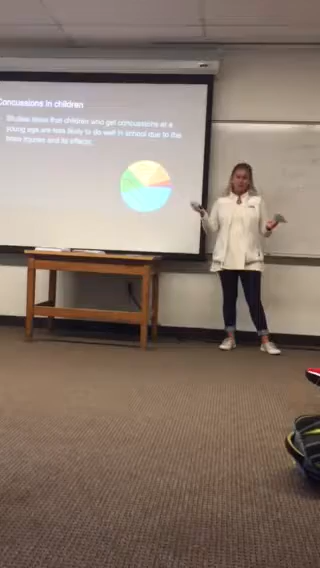 Concussions in children
Studies show that children who get concussions at a
young age are less likely to do well in school due to the
brain injuries and its effects.